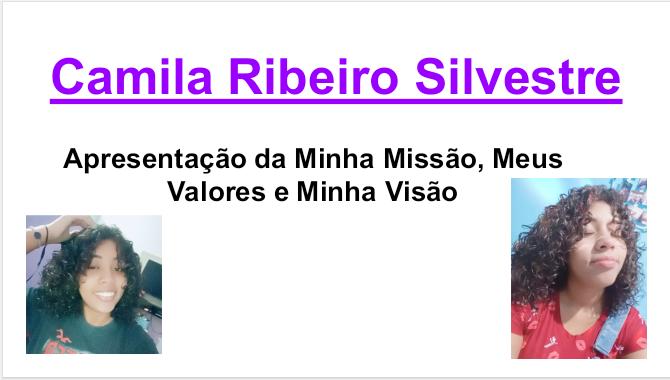 Camila Ribeiro Silvestre
Apresentação da Minha Missão, Meus
Valores e Minha Visão